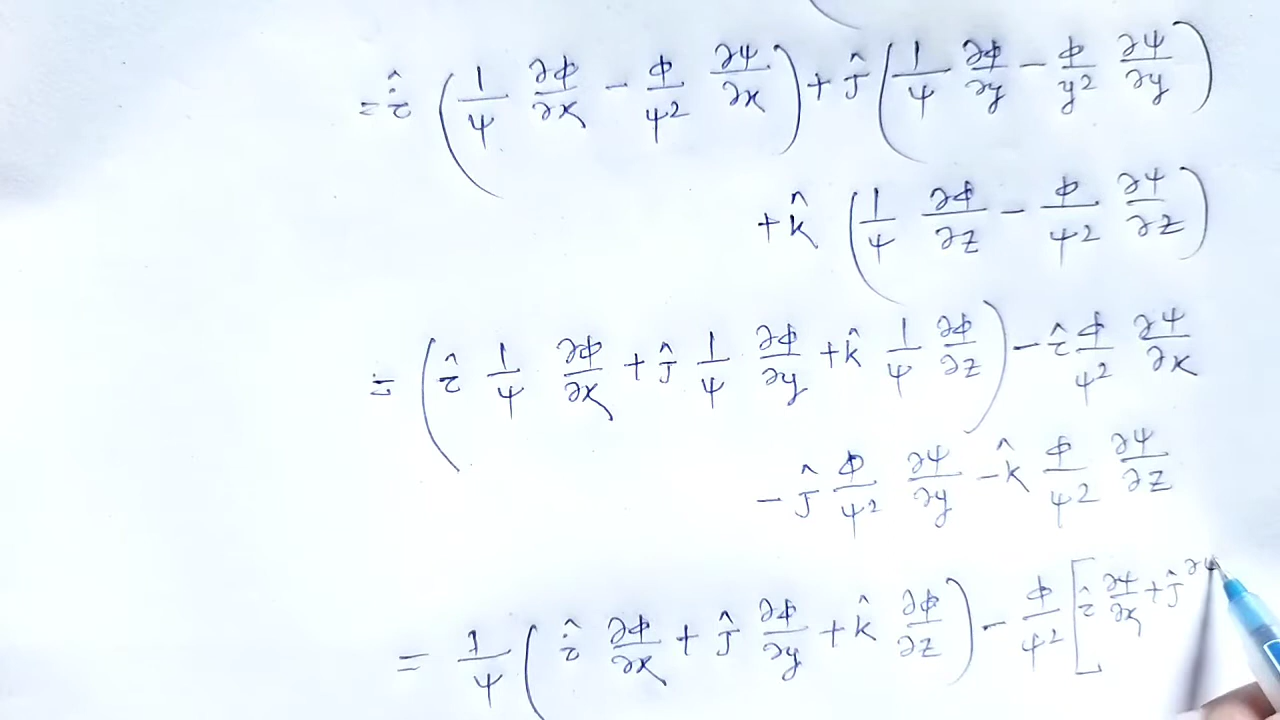 = î (1/ψ ∂φ/∂x − φ/ψ² ∂ψ/∂x) + ĵ (1/ψ ∂φ/∂y − φ/y² ∂ψ/∂y)
+ k̂ (1/ψ ∂φ/∂z − φ/ψ² ∂ψ/∂z)
= (î 1/ψ ∂φ/∂x + ĵ 1/ψ ∂φ/∂y + k̂ 1/ψ ∂φ/∂z) − î φ/ψ² ∂ψ/∂x
− ĵ φ/ψ² ∂ψ/∂y − k̂ φ/ψ² ∂ψ/∂z
= 1/ψ (î ∂φ/∂x + ĵ ∂φ/∂y + k̂ ∂φ/∂z) − φ/ψ² [î ∂ψ/∂x + ĵ ∂ψ